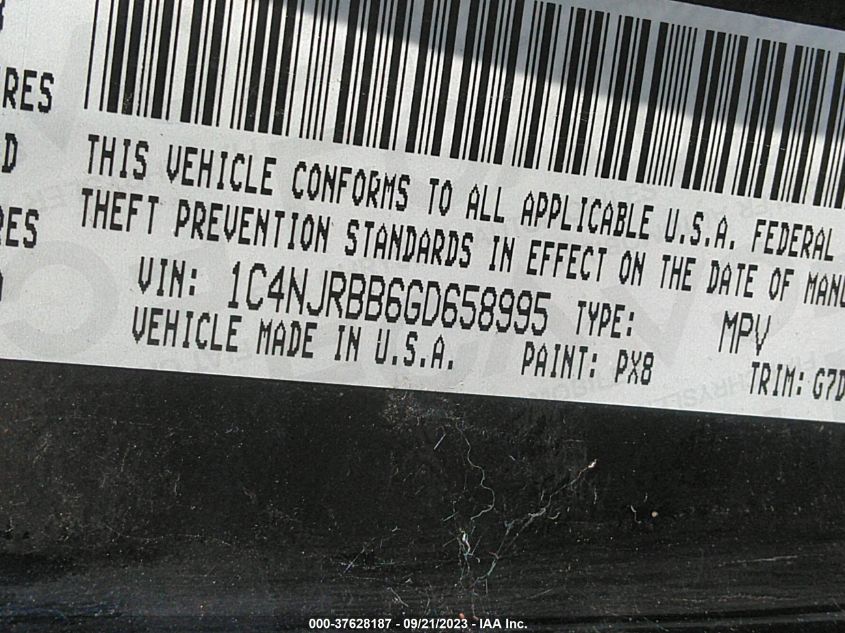 RES
D
RES
THIS VEHICLE CONFORMS TO ALL APPLICABLE U.S.A. FEDERAL
THEFT PREVENTION STANDARDS IN EFFECT ON THE DATE OF MANU
VIN: 1C4NJRBB6GD658995 TYPE: MPV
VEHICLE MADE IN U.S.A. PAINT: PX8 TRIM: G7D
000-37628187 - 09/21/2023 - IAA Inc.